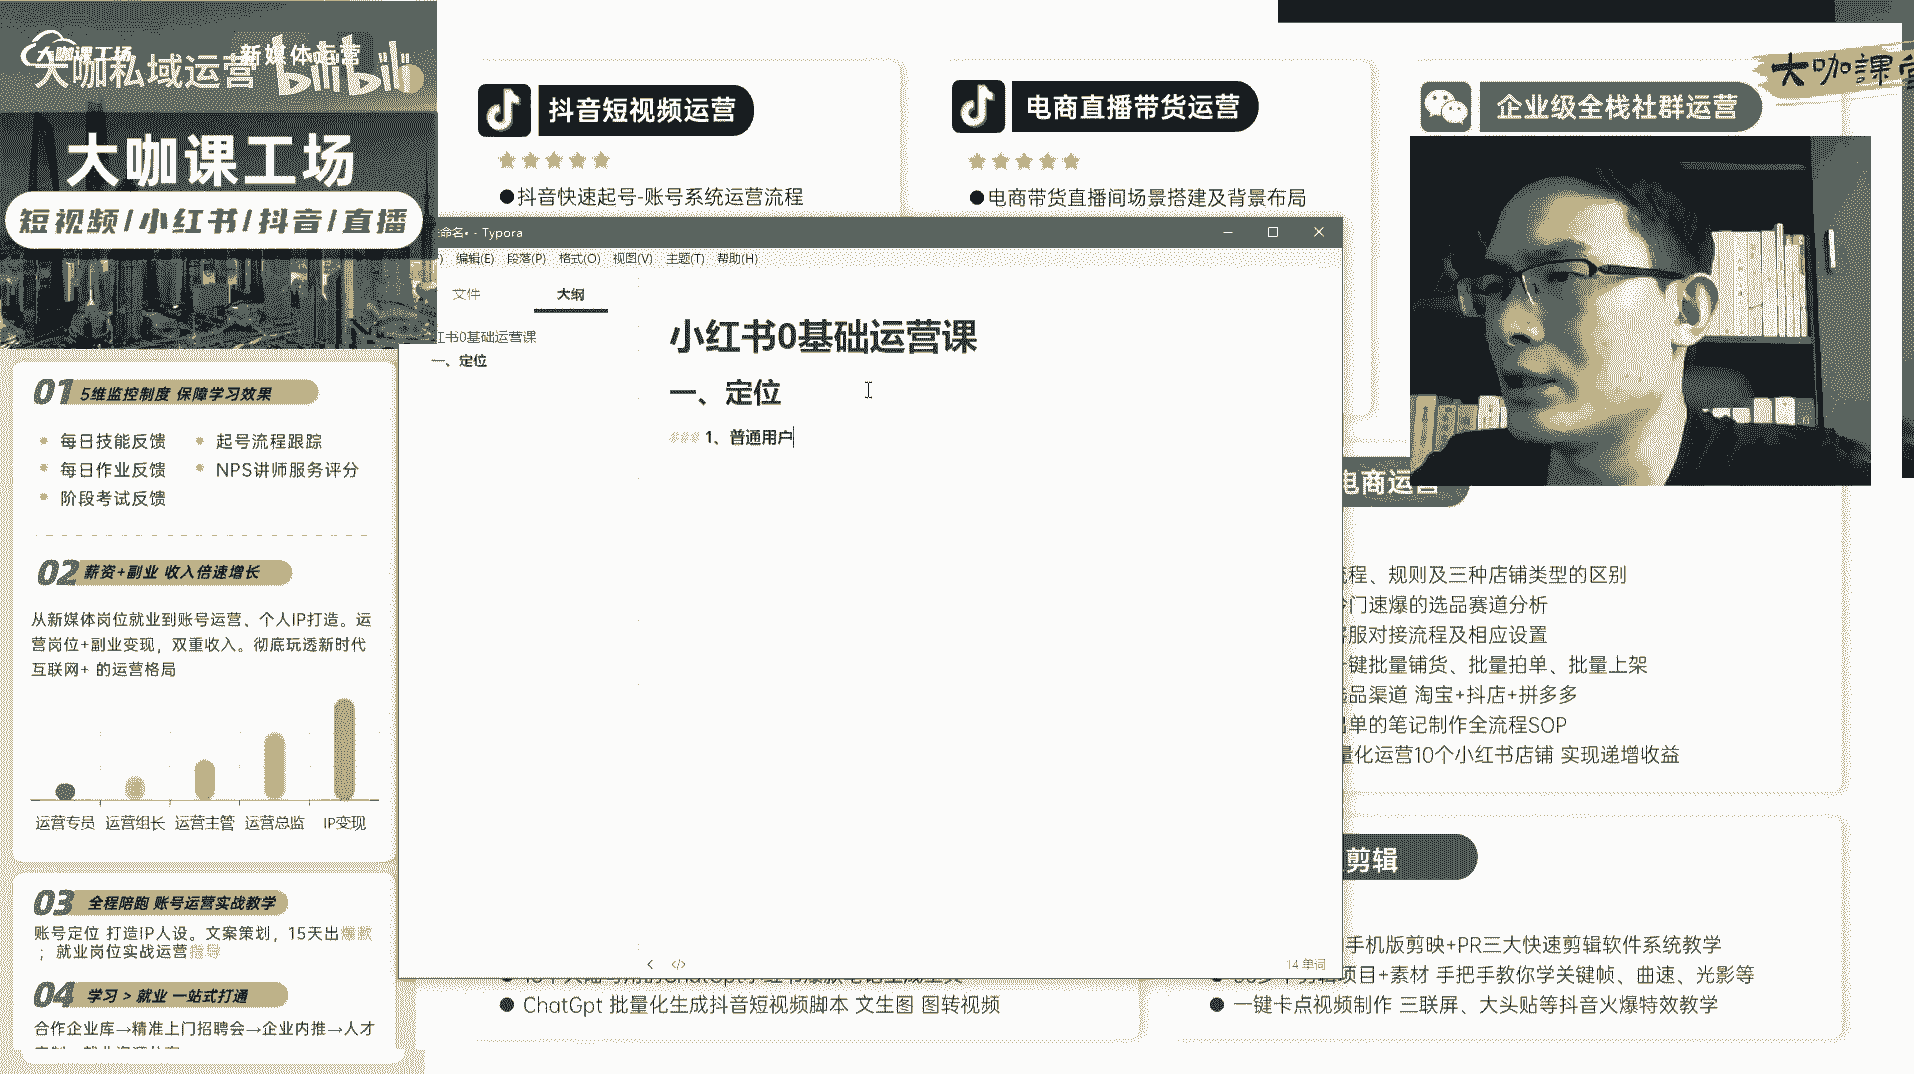 大咖课工场
大咖私域运营
新媒体运营
bilibili
大咖课工场
短视频/小红书/抖音/直播
01 5维监控制度 保障学习效果
每日技能反馈
起号流程跟踪
每日作业反馈
NPS讲师服务评分
阶段考试反馈
02 薪资+副业 收入倍速增长
从新媒体岗位就业到账号运营、个人IP打造。运
营岗位+副业变现，双重收入。彻底玩透新时代
互联网+ 的运营格局
运营专员 运营组长 运营主管 运营总监 IP变现
03 全程陪跑 账号运营实战教学
账号定位 打造IP人设。文案策划，15天出爆款
；就业岗位实战运营指导
04 学习 > 就业 一站式打通
合作企业库→精准上门招聘会→企业内推→人才
抖音短视频运营
●抖音快速起号-账号系统运营流程
电商直播带货运营
●电商带货直播间场景搭建及背景布局
企业级全栈社群运营
大咖課堂
命名• - Typora
编辑(E) 段落(P) 格式(O) 视图(V) 主题(T) 帮助(H)
文件
大纲
红书0基础运营课
一、定位
小红书0基础运营课
一、定位
### 1、普通用户
</>
14 单词
电商运营
程、规则及三种店铺类型的区别
门速爆的选品赛道分析
服对接流程及相应设置
键批量铺货、批量拍单、批量上架
品渠道 淘宝+抖店+拼多多
单的笔记制作全流程SOP
量化运营10个小红书店铺 实现递增收益
剪辑
手机版剪映+PR三大快速剪辑软件系统教学
项目+素材 手把手教你学关键帧、曲速、光影等
● 一键卡点视频制作 三联屏、大头贴等抖音火爆特效教学
● ChatGpt 批量化生成抖音短视频脚本 文生图 图转视频